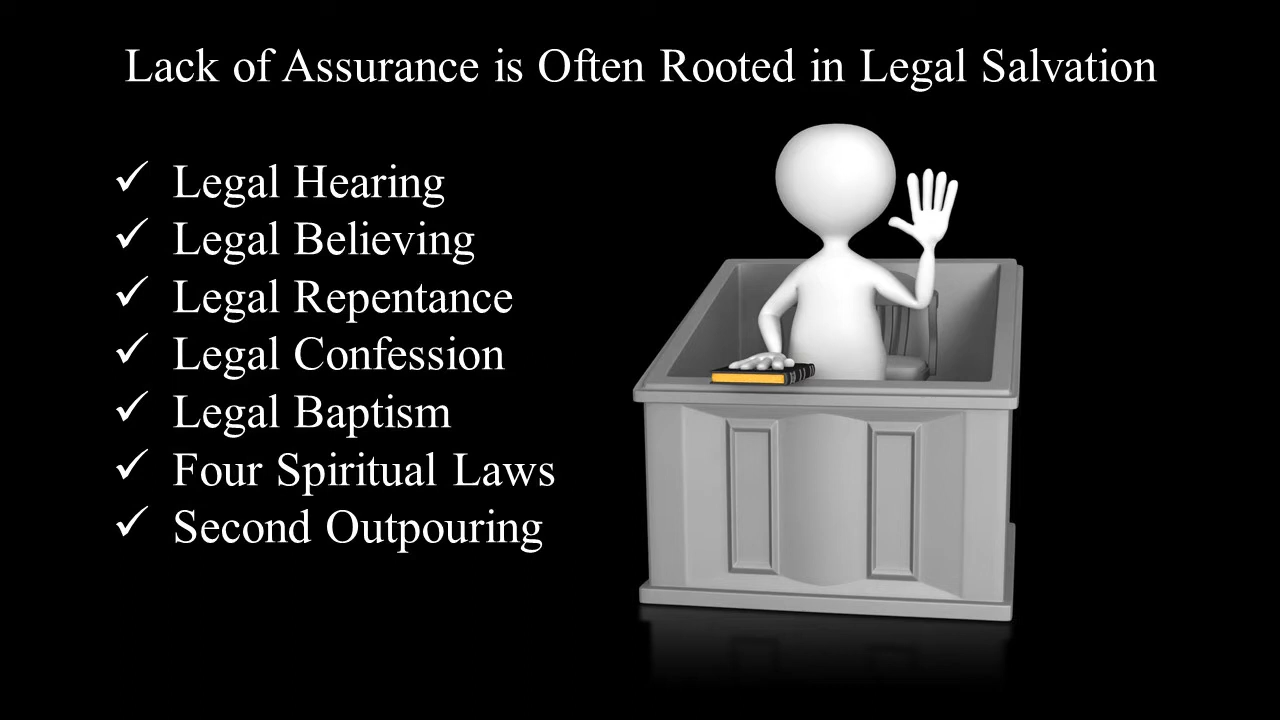 Lack of Assurance is Often Rooted in Legal Salvation
✓ Legal Hearing
✓ Legal Believing
✓ Legal Repentance
✓ Legal Confession
✓ Legal Baptism
✓ Four Spiritual Laws
✓ Second Outpouring